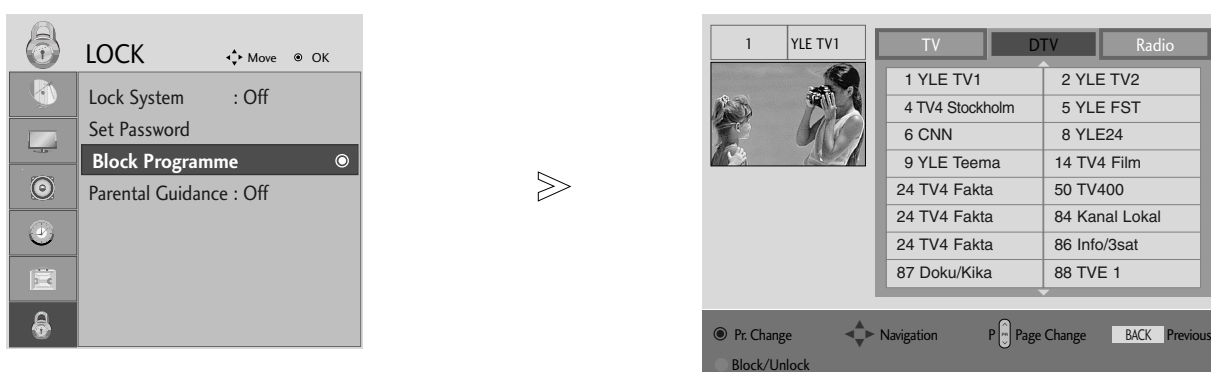 LOCK
Move OK
Lock System : Off
Set Password
Block Programme
Parental Guidance : Off
1 YLE TV1
TV DTV Radio
1 YLE TV1 2 YLE TV2
4 TV4 Stockholm 5 YLE FST
6 CNN 8 YLE24
9 YLE Teema 14 TV4 Film
24 TV4 Fakta 50 TV400
24 TV4 Fakta 84 Kanal Lokal
24 TV4 Fakta 86 Info/3sat
87 Doku/Kika 88 TVE 1
Pr. Change Navigation P PR Page Change BACK Previous
Block/Unlock